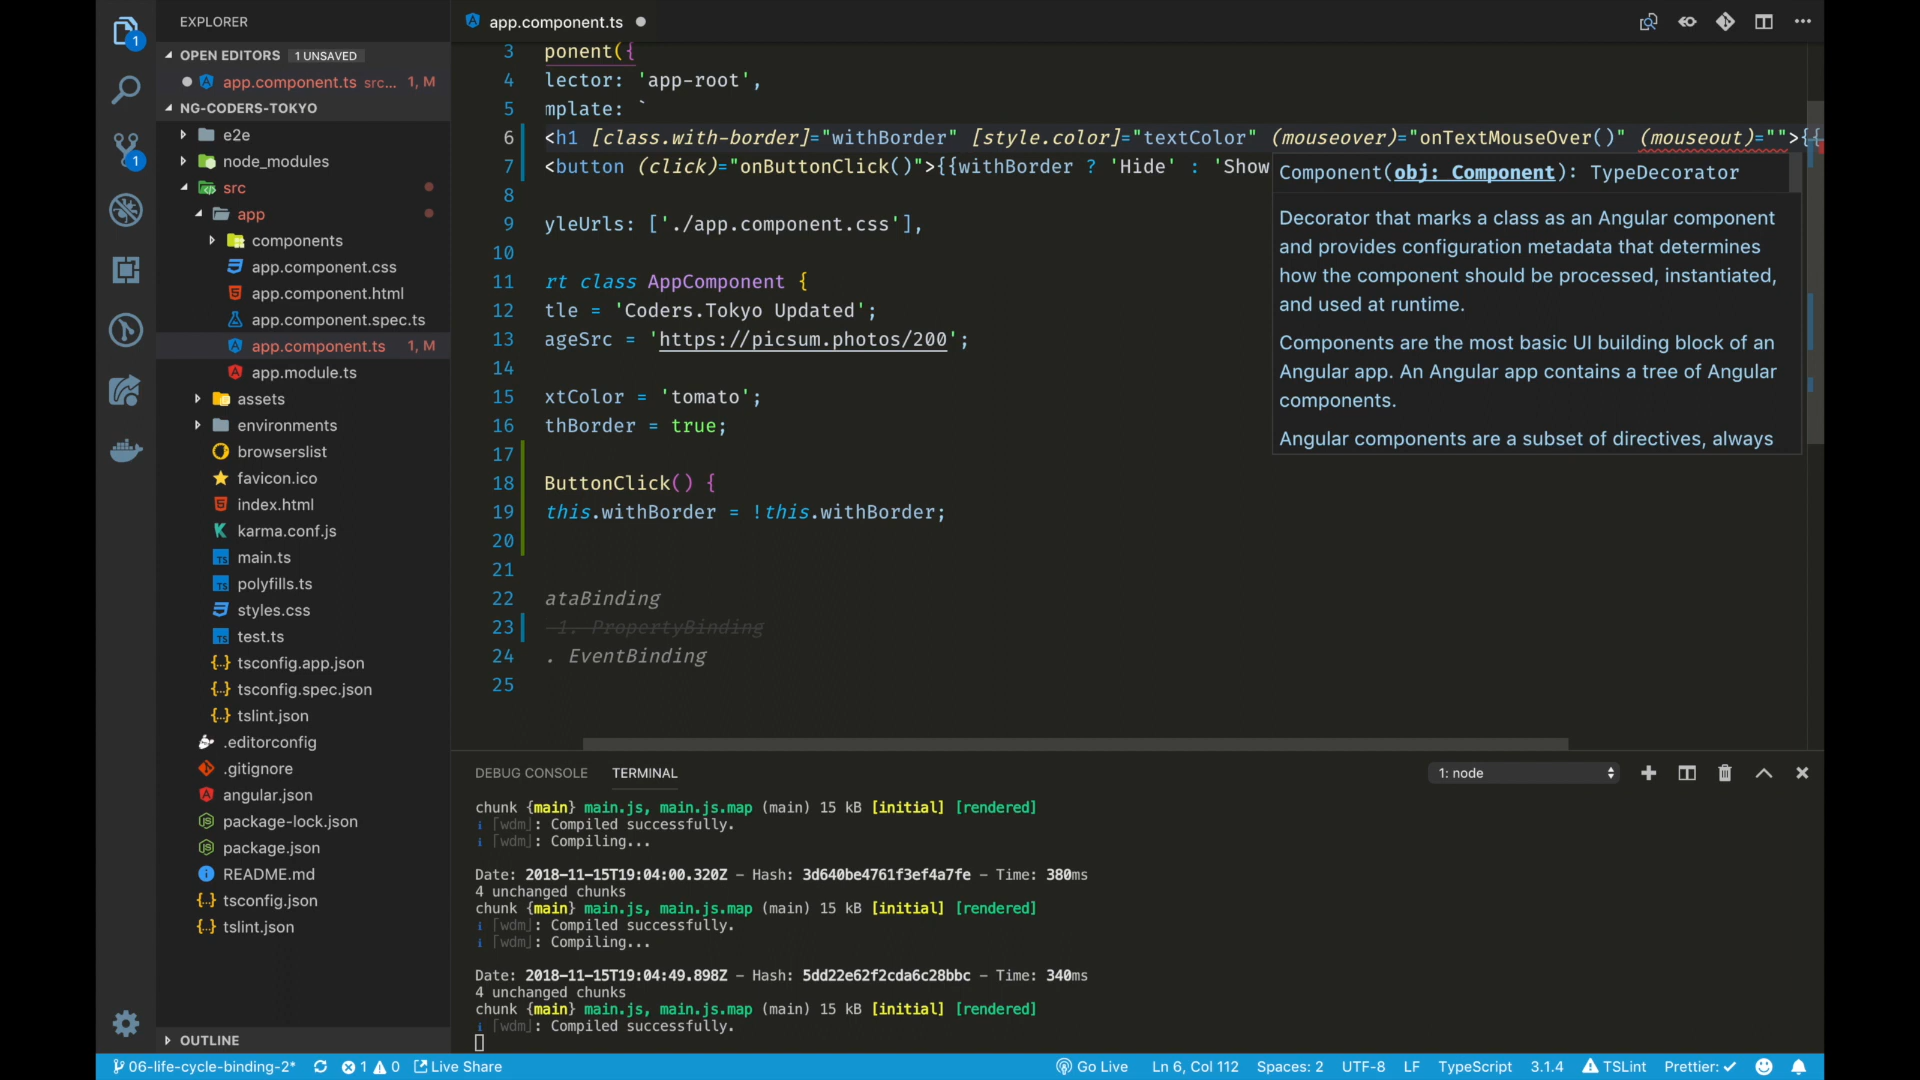 EXPLORER
OPEN EDITORS 1 UNSAVED
app.component.ts src... 1, M
NG-CODERS-TOKYO
e2e
node_modules
src
app
components
app.component.css
app.component.html
app.component.spec.ts
app.component.ts 1, M
app.module.ts
assets
environments
browserslist
favicon.ico
index.html
karma.conf.js
main.ts
polyfills.ts
styles.css
test.ts
tsconfig.app.json
tsconfig.spec.json
tslint.json
.editorconfig
.gitignore
angular.json
package-lock.json
package.json
README.md
tsconfig.json
tslint.json
OUTLINE
app.component.ts
3 ponent({
4 lector: 'app-root',
5 mplate: `
6 <h1 [class.with-border]="withBorder" [style.color]="textColor" (mouseover)="onTextMouseOver()" (mouseout)="">{{
7 <button (click)="onButtonClick()">{{withBorder ? 'Hide' : 'Show
8
9 yleUrls: ['./app.component.css'],
10
11 rt class AppComponent {
12 tle = 'Coders.Tokyo Updated';
13 ageSrc = 'https://picsum.photos/200';
14
15 xtColor = 'tomato';
16 thBorder = true;
17
18 ButtonClick() {
19 this.withBorder = !this.withBorder;
20
21
22 ataBinding
23 1. PropertyBinding
24 . EventBinding
25
Component(obj: Component): TypeDecorator
Decorator that marks a class as an Angular component
and provides configuration metadata that determines
how the component should be processed, instantiated,
and used at runtime.
Components are the most basic UI building block of an
Angular app. An Angular app contains a tree of Angular
components.
Angular components are a subset of directives, always
DEBUG CONSOLE TERMINAL 1: node
chunk {main} main.js, main.js.map (main) 15 kB [initial] [rendered]
i ｢wdm｣: Compiled successfully.
i ｢wdm｣: Compiling...
Date: 2018-11-15T19:04:00.320Z - Hash: 3d640be4761f3ef4a7fe - Time: 380ms
4 unchanged chunks
chunk {main} main.js, main.js.map (main) 15 kB [initial] [rendered]
i ｢wdm｣: Compiled successfully.
i ｢wdm｣: Compiling...
Date: 2018-11-15T19:04:49.898Z - Hash: 5dd22e62f2cda6c28bbc - Time: 340ms
4 unchanged chunks
chunk {main} main.js, main.js.map (main) 15 kB [initial] [rendered]
i ｢wdm｣: Compiled successfully.
06-life-cycle-binding-2* 1 0 Live Share Go Live Ln 6, Col 112 Spaces: 2 UTF-8 LF TypeScript 3.1.4 TSLint Prettier: ✓